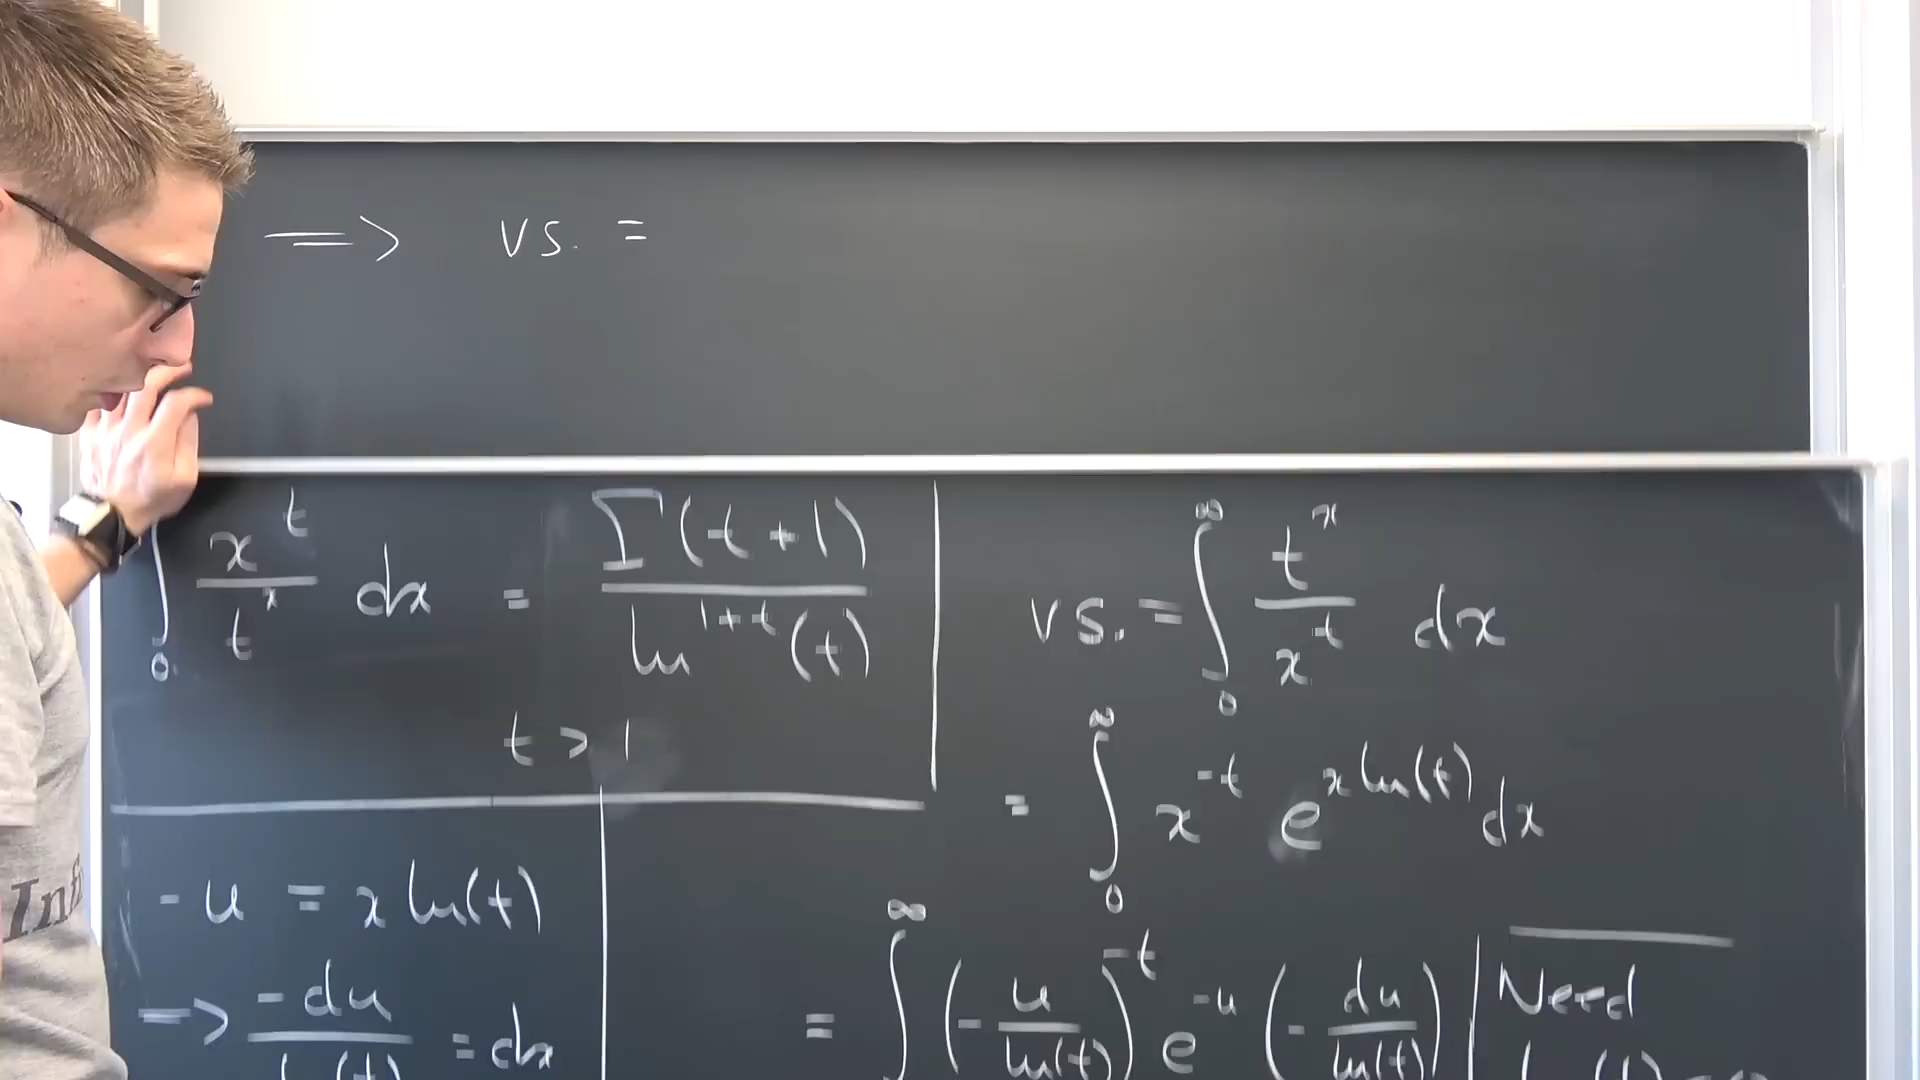 => vs. =
∫₀ x^t / t^x dx = Γ(t+1) / ln^{1+t}(t)
t > 1
vs. = ∫₀^∞ t^x / x^t dx
= ∫₀^∞ x^{-t} e^{x ln(t)} dx
-u = x ln(t)
=> -du / ln(t) = dx
= ∫^∞ (-u/ln(t))^{-t} e^{-u} (-du/ln(t))
Need
Inf